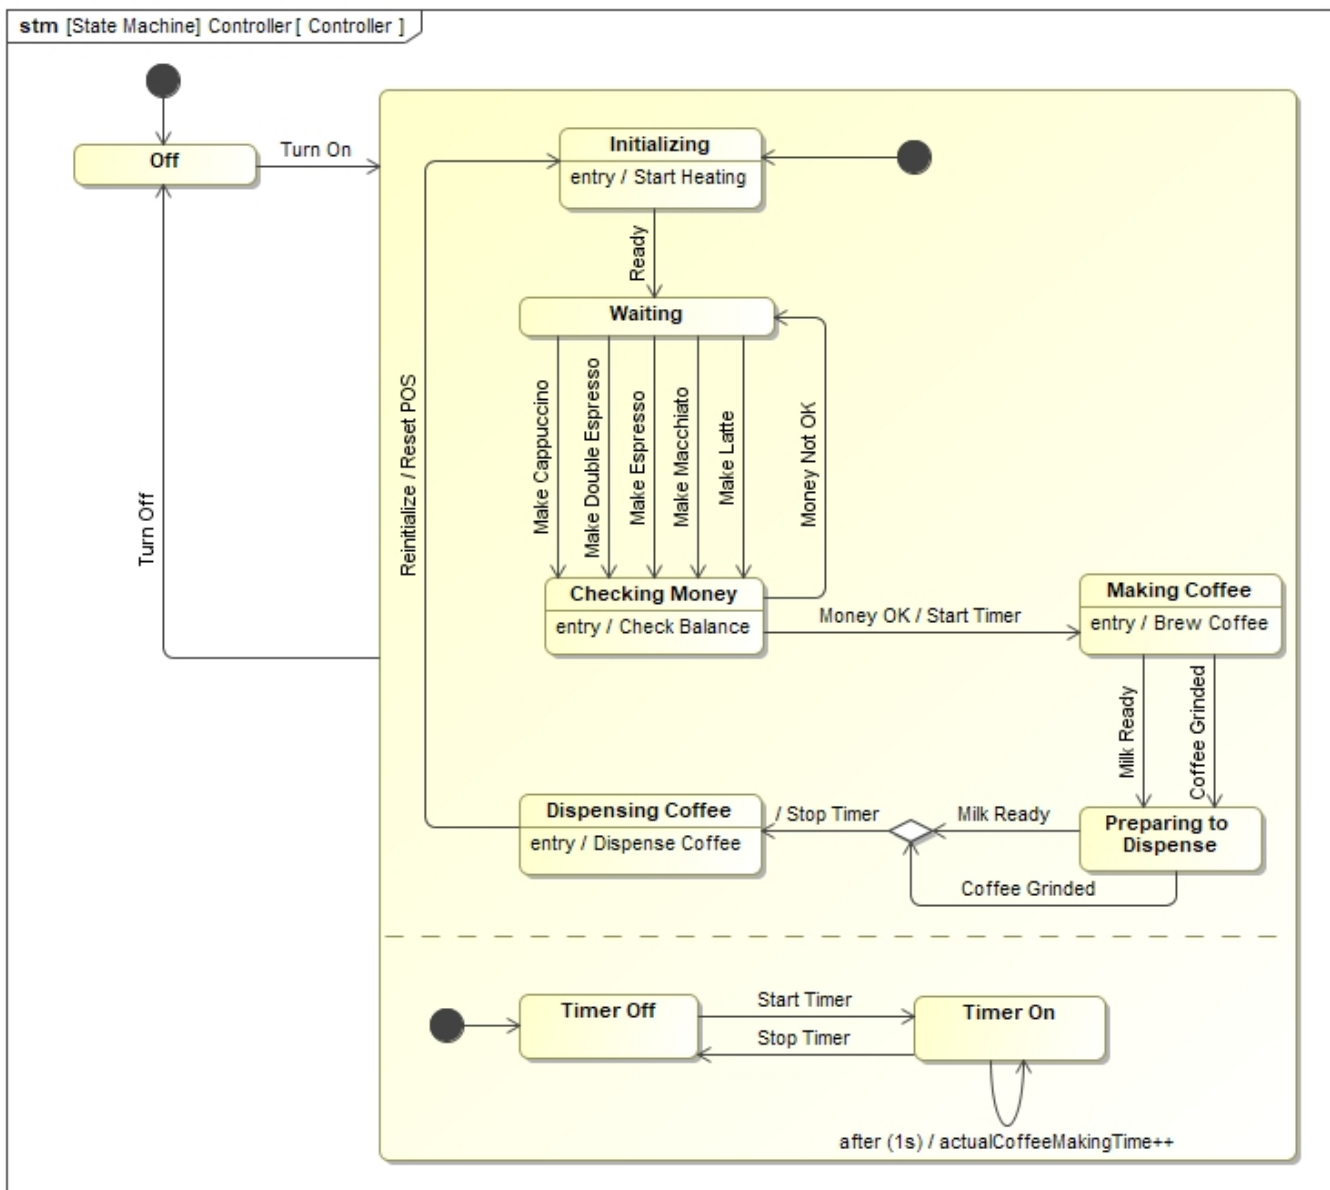 stm [State Machine] Controller [ Controller ]
Off
Turn On
Initializing
entry / Start Heating
Ready
Waiting
Make Cappuccino
Make Double Espresso
Make Espresso
Make Macchiato
Make Latte
Money Not OK
Reinitialize / Reset POS
Turn Off
Checking Money
entry / Check Balance
Money OK / Start Timer
Making Coffee
entry / Brew Coffee
Milk Ready
Coffee Grinded
Dispensing Coffee
entry / Dispense Coffee
/ Stop Timer
Milk Ready
Preparing to
Dispense
Coffee Grinded
Timer Off
Start Timer
Stop Timer
Timer On
after (1s) / actualCoffeeMakingTime++